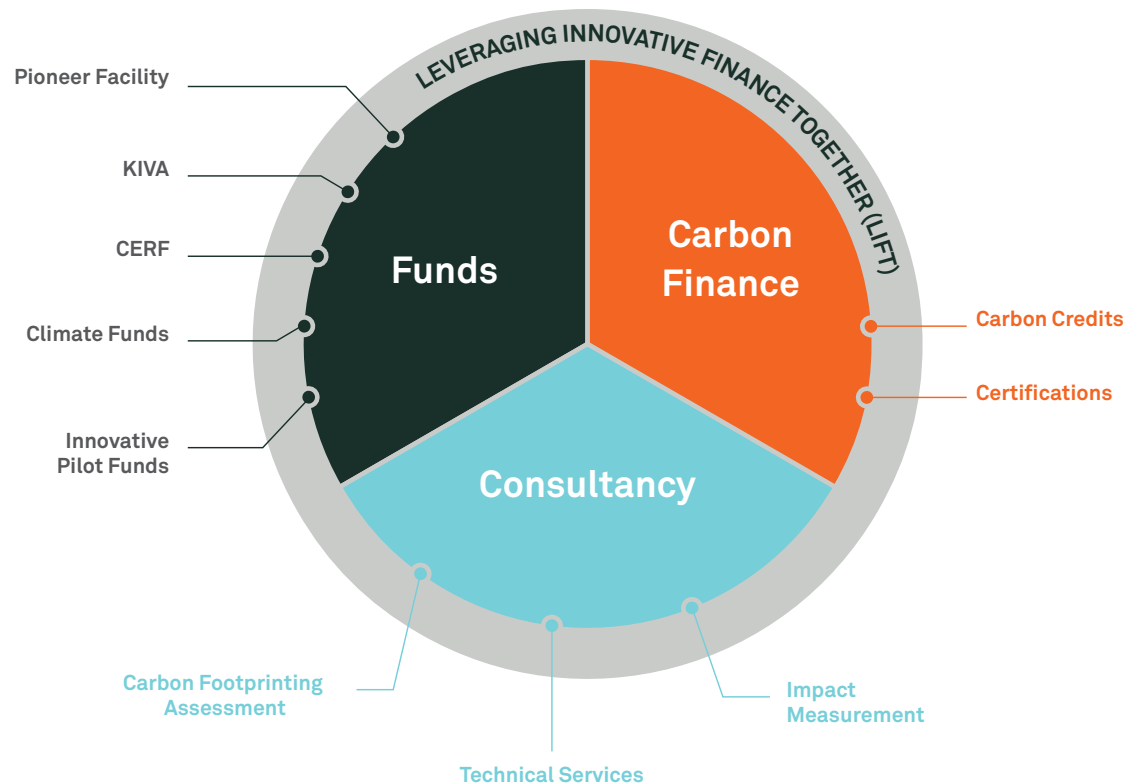 LEVERAGING INNOVATIVE FINANCE TOGETHER (LIFT)
Pioneer Facility
KIVA
CERF
Climate Funds
Innovative
Pilot Funds
Funds
Carbon
Finance
Carbon Credits
Certifications
Consultancy
Carbon Footprinting
Assessment
Technical Services
Impact
Measurement